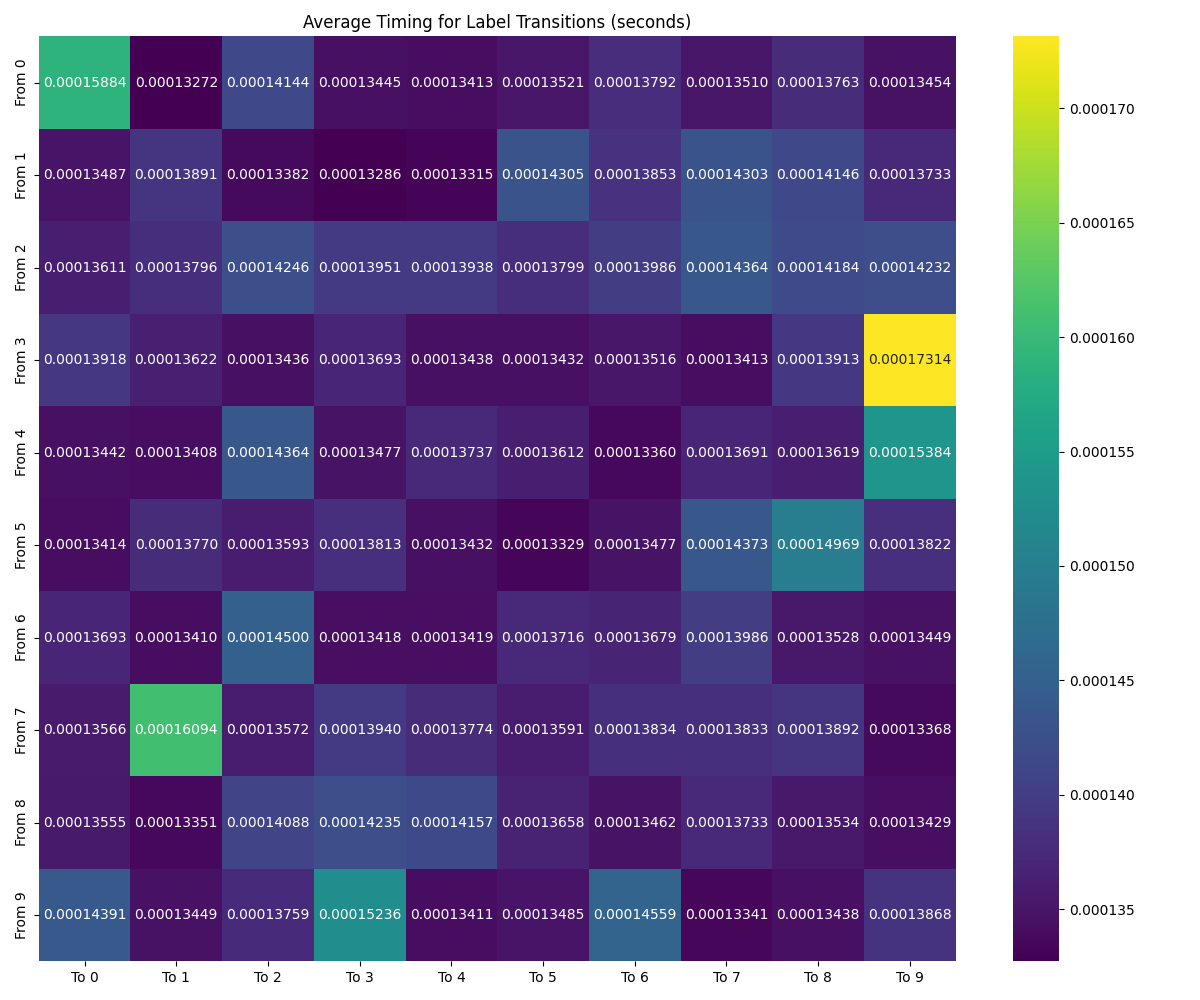 Average Timing for Label Transitions (seconds)
From 0 0.00015884 0.00013272 0.00014144 0.00013445 0.00013413 0.00013521 0.00013792 0.00013510 0.00013763 0.00013454
From 1 0.00013487 0.00013891 0.00013382 0.00013286 0.00013315 0.00014305 0.00013853 0.00014303 0.00014146 0.00013733
From 2 0.00013611 0.00013796 0.00014246 0.00013951 0.00013938 0.00013799 0.00013986 0.00014364 0.00014184 0.00014232
From 3 0.00013918 0.00013622 0.00013436 0.00013693 0.00013438 0.00013432 0.00013516 0.00013413 0.00013913 0.00017314
From 4 0.00013442 0.00013408 0.00014364 0.00013477 0.00013737 0.00013612 0.00013360 0.00013691 0.00013619 0.00015384
From 5 0.00013414 0.00013770 0.00013593 0.00013813 0.00013432 0.00013329 0.00013477 0.00014373 0.00014969 0.00013822
From 6 0.00013693 0.00013410 0.00014500 0.00013418 0.00013419 0.00013716 0.00013679 0.00013986 0.00013528 0.00013449
From 7 0.00013566 0.00016094 0.00013572 0.00013940 0.00013774 0.00013591 0.00013834 0.00013833 0.00013892 0.00013368
From 8 0.00013555 0.00013351 0.00014088 0.00014235 0.00014157 0.00013658 0.00013462 0.00013733 0.00013534 0.00013429
From 9 0.00014391 0.00013449 0.00013759 0.00015236 0.00013411 0.00013485 0.00014559 0.00013341 0.00013438 0.00013868
To 0 To 1 To 2 To 3 To 4 To 5 To 6 To 7 To 8 To 9
0.000170
0.000165
0.000160
0.000155
0.000150
0.000145
0.000140
0.000135